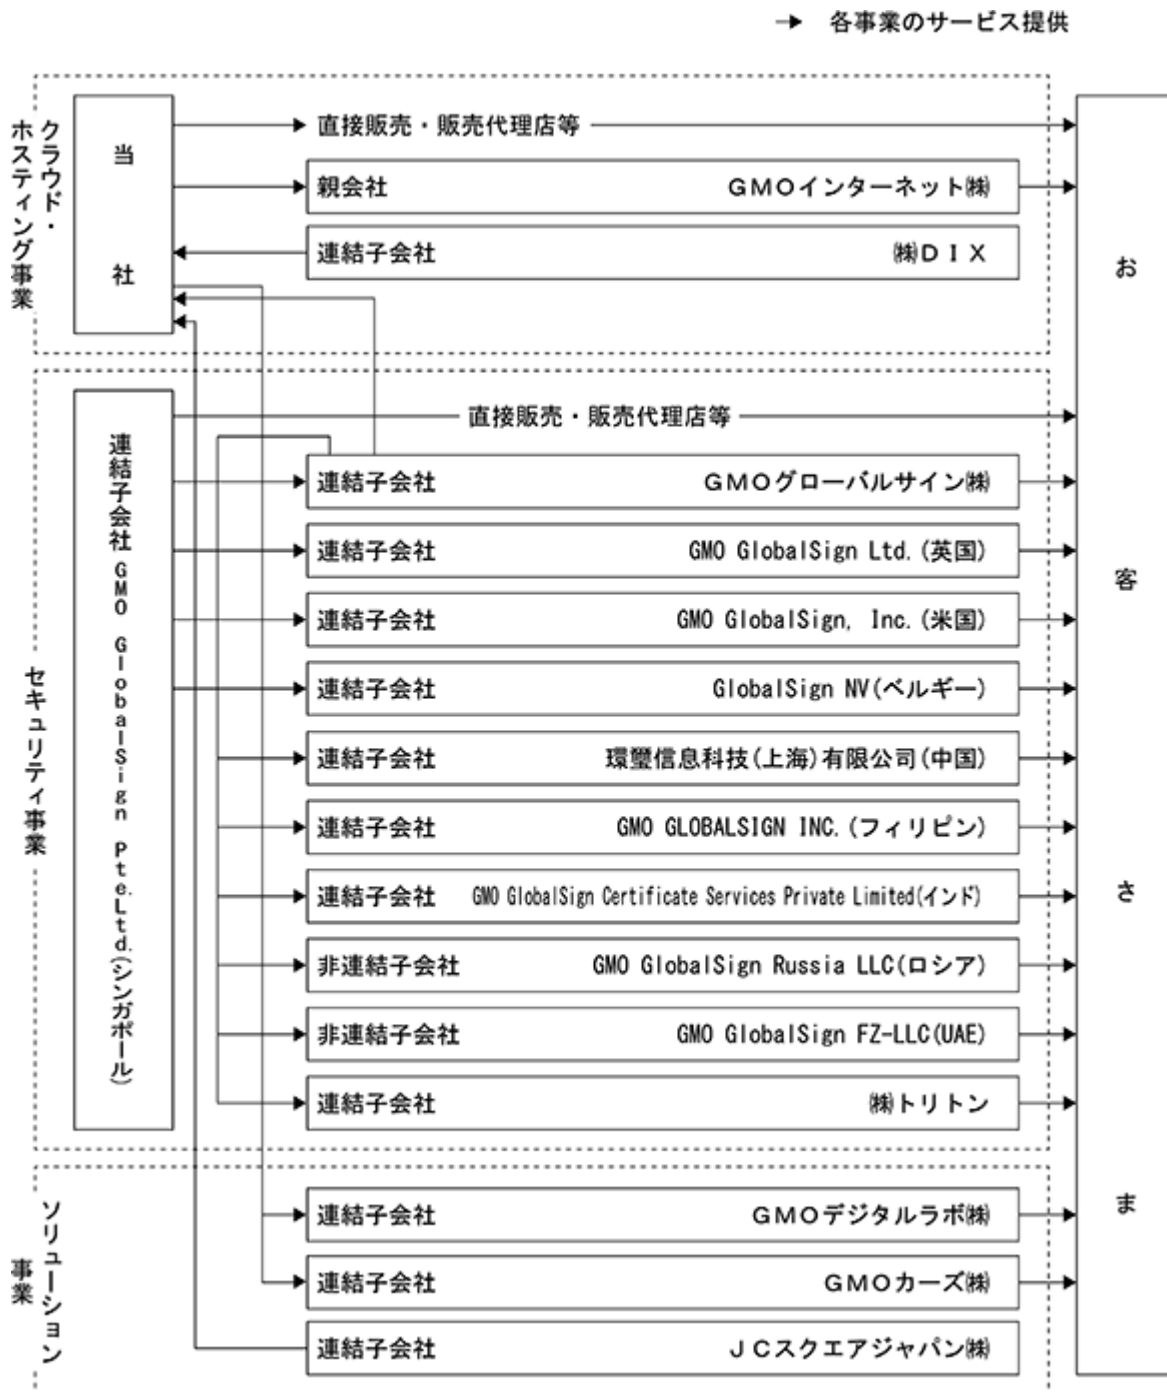 → 各事業のサービス提供
クラウド・
ホスティング事業
当社
直接販売・販売代理店等
親会社 GMOインターネット㈱
連結子会社 ㈱DIX
セキュリティ事業
連結子会社 GMO GlobalSign Pte.Ltd.(シンガポール)
直接販売・販売代理店等
連結子会社 GMOグローバルサイン㈱
連結子会社 GMO GlobalSign Ltd.(英国)
連結子会社 GMO GlobalSign, Inc.(米国)
連結子会社 GlobalSign NV(ベルギー)
連結子会社 環璽信息科技(上海)有限公司(中国)
連結子会社 GMO GLOBALSIGN INC.(フィリピン)
連結子会社 GMO GlobalSign Certificate Services Private Limited(インド)
非連結子会社 GMO GlobalSign Russia LLC(ロシア)
非連結子会社 GMO GlobalSign FZ-LLC(UAE)
連結子会社 ㈱トリトン
ソリューション
事業
連結子会社 GMOデジタルラボ㈱
連結子会社 GMOカーズ㈱
連結子会社 JCスクエアジャパン㈱
お客さま